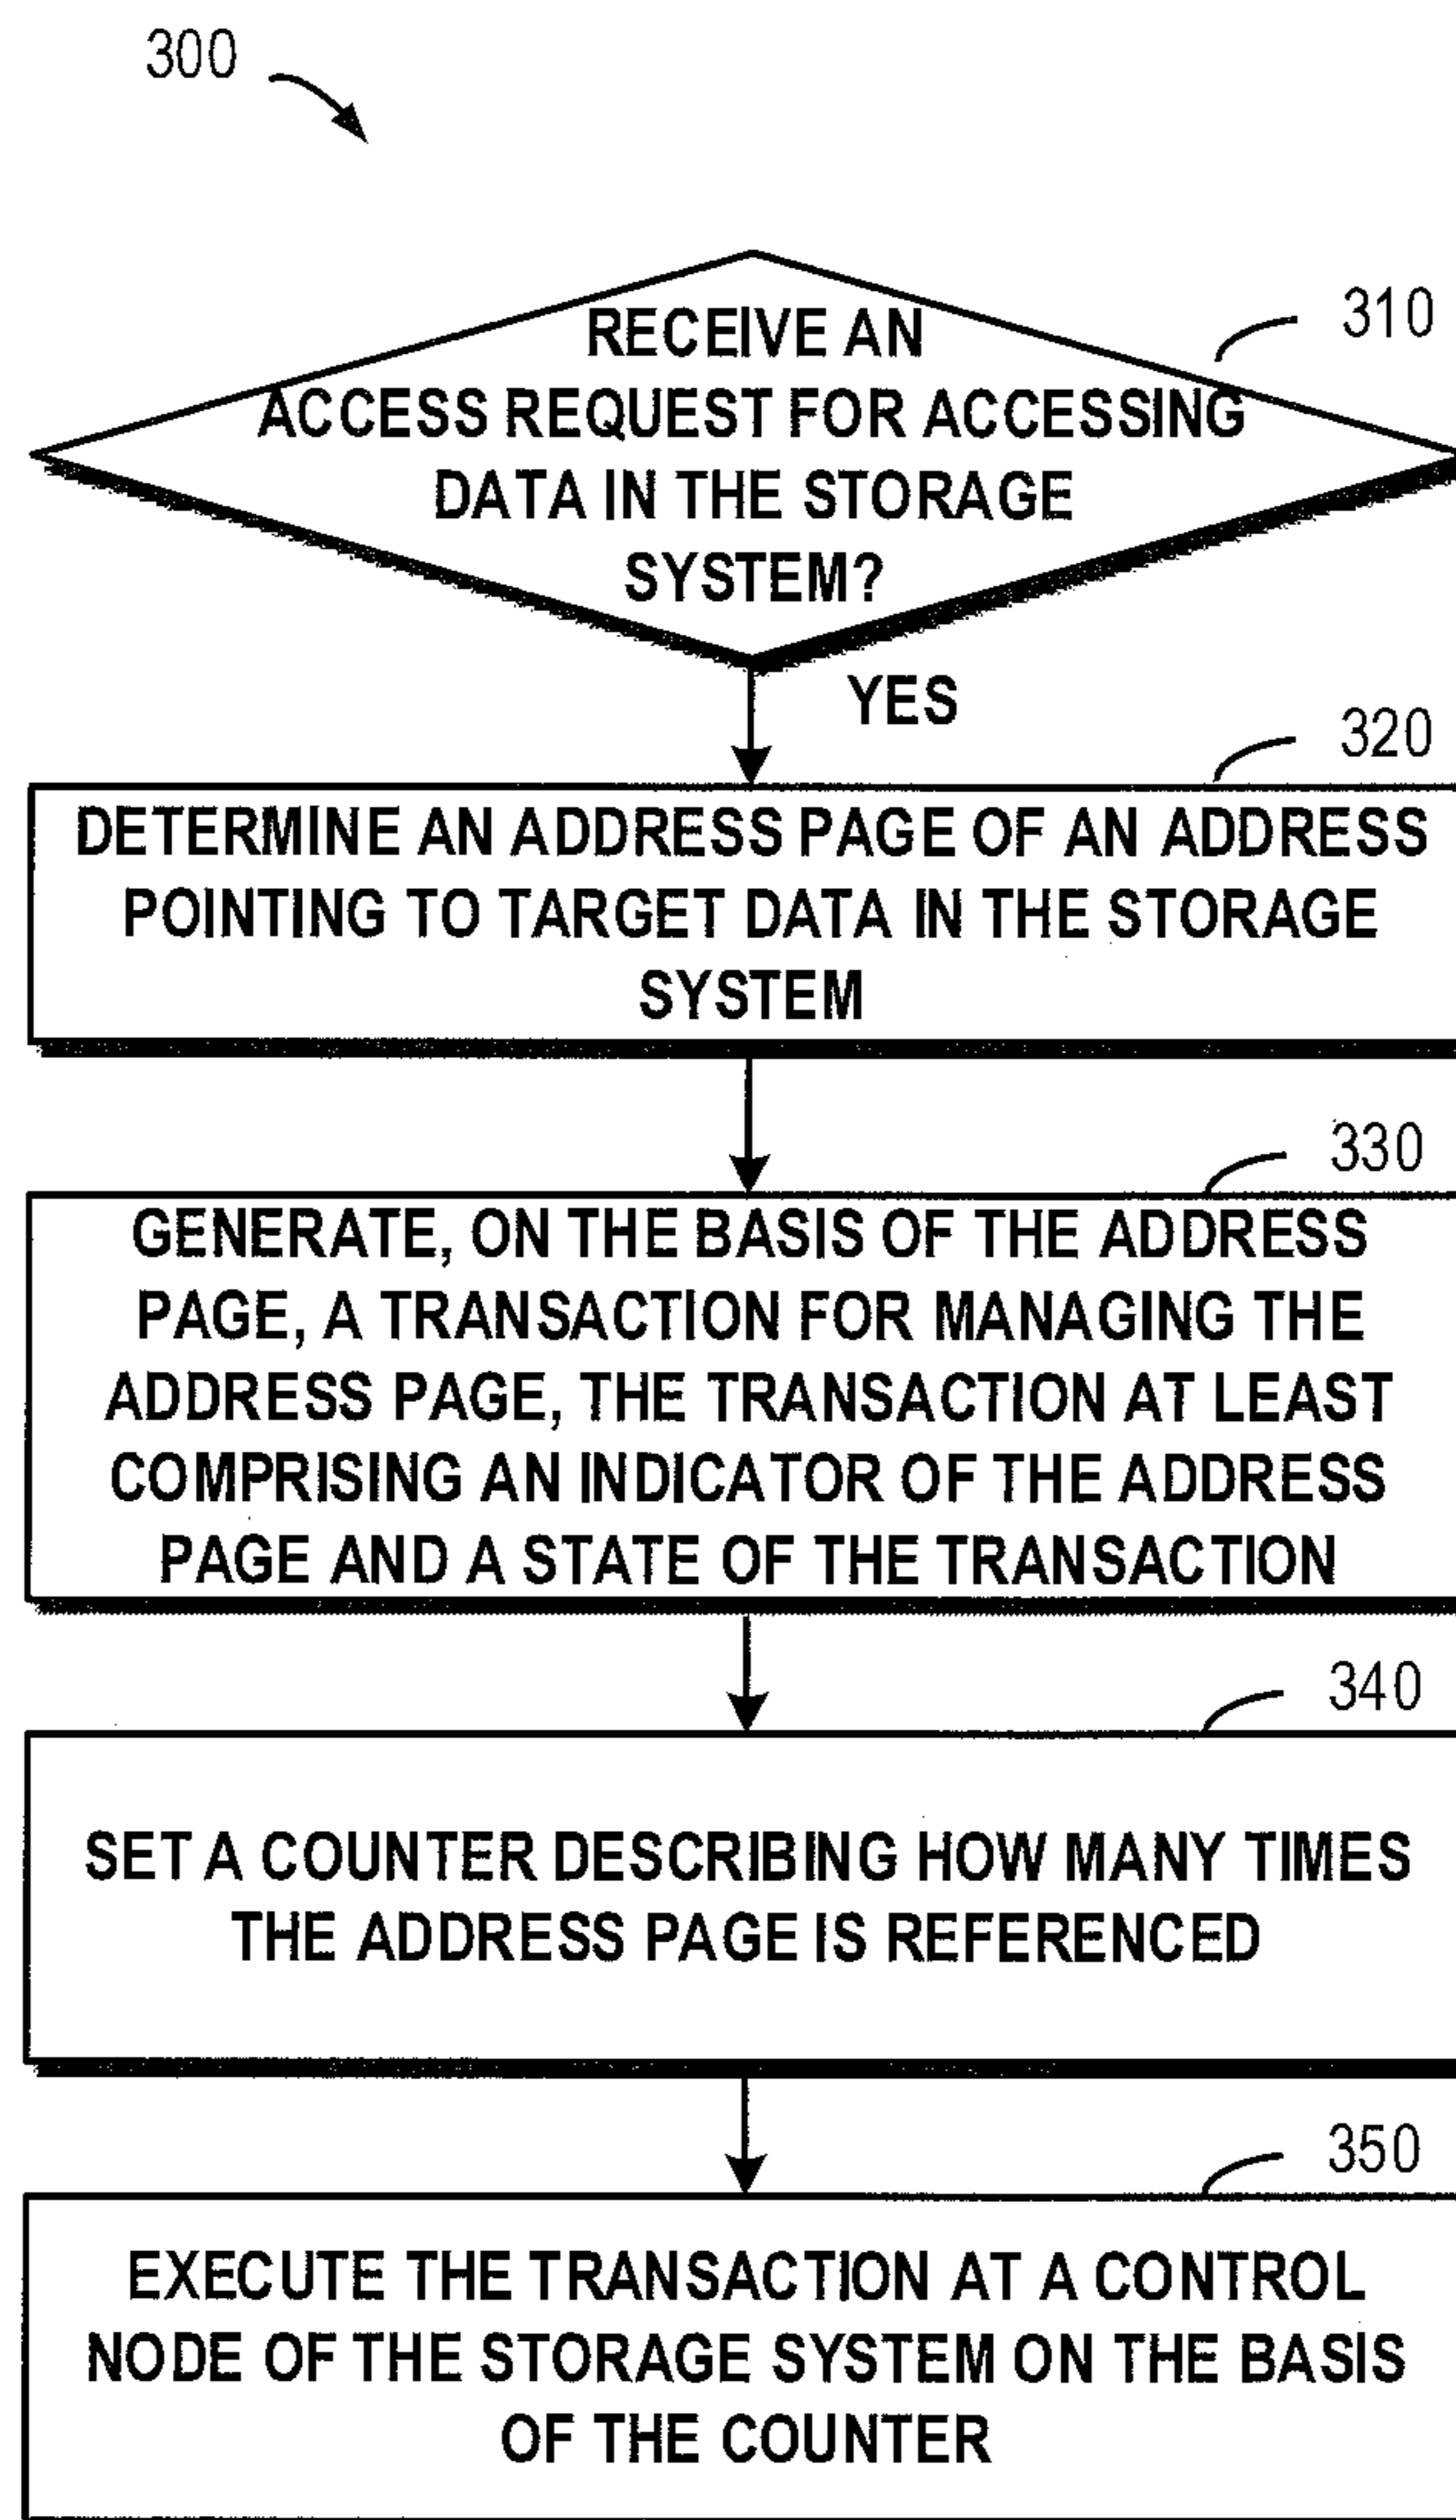 300
310
RECEIVE AN
ACCESS REQUEST FOR ACCESSING
DATA IN THE STORAGE
SYSTEM?
YES
320
DETERMINE AN ADDRESS PAGE OF AN ADDRESS
POINTING TO TARGET DATA IN THE STORAGE
SYSTEM
330
GENERATE, ON THE BASIS OF THE ADDRESS
PAGE, A TRANSACTION FOR MANAGING THE
ADDRESS PAGE, THE TRANSACTION AT LEAST
COMPRISING AN INDICATOR OF THE ADDRESS
PAGE AND A STATE OF THE TRANSACTION
340
SET A COUNTER DESCRIBING HOW MANY TIMES
THE ADDRESS PAGE IS REFERENCED
350
EXECUTE THE TRANSACTION AT A CONTROL
NODE OF THE STORAGE SYSTEM ON THE BASIS
OF THE COUNTER